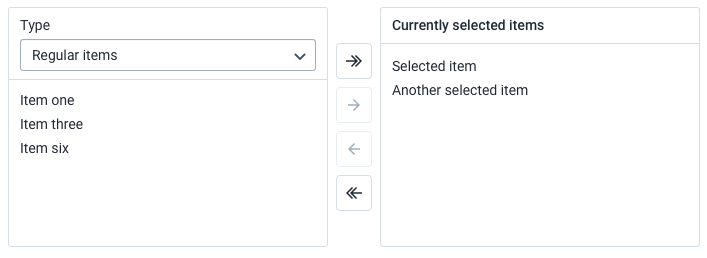 Type
Regular items
Item one
Item three
Item six
Currently selected items
Selected item
Another selected item